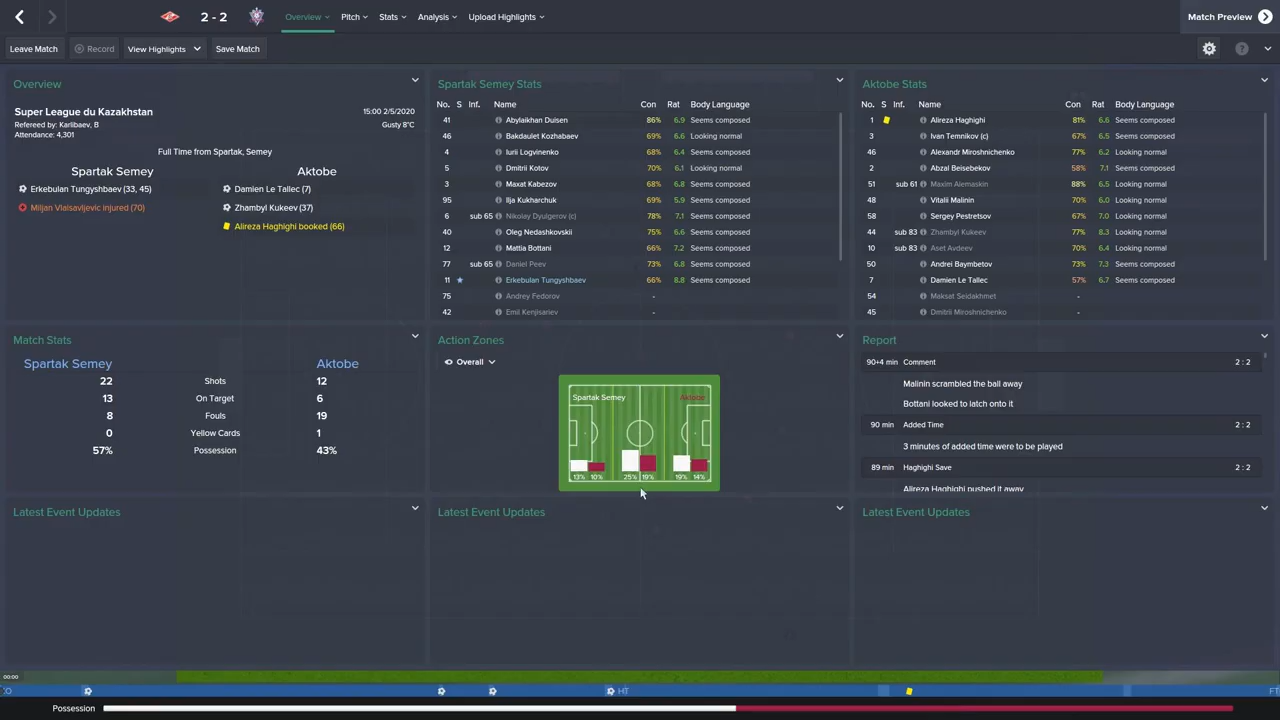 2 - 2
Overview
Pitch
Stats
Analysis
Upload Highlights
Match Preview
Leave Match
Record
View Highlights
Save Match
Overview
Super League du Kazakhstan
15:00 2/5/2020
Refereed by: Karlibaev, B
Gusty 8°C
Attendance: 4,301
Full Time from Spartak, Semey
Spartak Semey Aktobe
Erkebulan Tungyshbaev (33, 45) Damien Le Tallec (7)
Miljan Vlaisavljevic injured (70) Zhambyl Kukeev (37)
Alireza Haghighi booked (66)
Spartak Semey Stats
No. S Inf. Name Con Rat Body Language
41 Abylaikhan Duisen 86% 6.9 Seems composed
46 Bakdaulet Kozhabaev 69% 6.6 Looking normal
4 Iurii Logvinenko 68% 6.4 Seems composed
5 Dmitrii Kotov 70% 6.1 Looking normal
3 Maxat Kabezov 68% 6.8 Seems composed
95 Ilja Kukharchuk 69% 5.9 Seems composed
6 sub 65 Nikolay Dyulgerov (c) 78% 7.1 Seems composed
40 Oleg Nedashkovskii 75% 6.6 Seems composed
12 Mattia Bottani 66% 7.2 Seems composed
77 sub 65 Daniel Peev 73% 6.8 Seems composed
11 Erkebulan Tungyshbaev 66% 8.8 Seems composed
75 Andrey Fedorov -
42 Emil Kenjisariev -
Aktobe Stats
No. S Inf. Name Con Rat Body Language
1 Alireza Haghighi 81% 6.6 Seems composed
3 Ivan Temnikov (c) 67% 6.5 Seems composed
46 Alexandr Miroshnichenko 77% 6.2 Looking normal
2 Abzal Beisebekov 58% 7.1 Seems composed
51 sub 61 Maxim Alemaskin 88% 6.5 Looking normal
48 Vitalii Malinin 70% 6.0 Looking normal
58 Sergey Pestretsov 67% 7.0 Seems composed
44 sub 83 Zhambyl Kukeev 77% 8.3 Looking normal
10 sub 83 Aset Avdeev 70% 6.4 Looking normal
50 Andrei Baymbetov 73% 7.3 Seems composed
7 Damien Le Tallec 57% 6.7 Seems composed
54 Maksat Seidakhmet -
45 Dmitrii Miroshnichenko -
Match Stats
Spartak Semey Aktobe
22 Shots 12
13 On Target 6
8 Fouls 19
0 Yellow Cards 1
57% Possession 43%
Action Zones
Overall
Spartak Semey Aktobe
13% 10% 25% 19% 19% 14%
Report
90+4 min Comment 2 : 2
Malinin scrambled the ball away
Bottani looked to latch onto it
90 min Added Time 2 : 2
3 minutes of added time were to be played
89 min Haghighi Save 2 : 2
Alireza Haghighi pushed it away
Latest Event Updates
Latest Event Updates
Latest Event Updates
00:00
KO HT FT
Possession